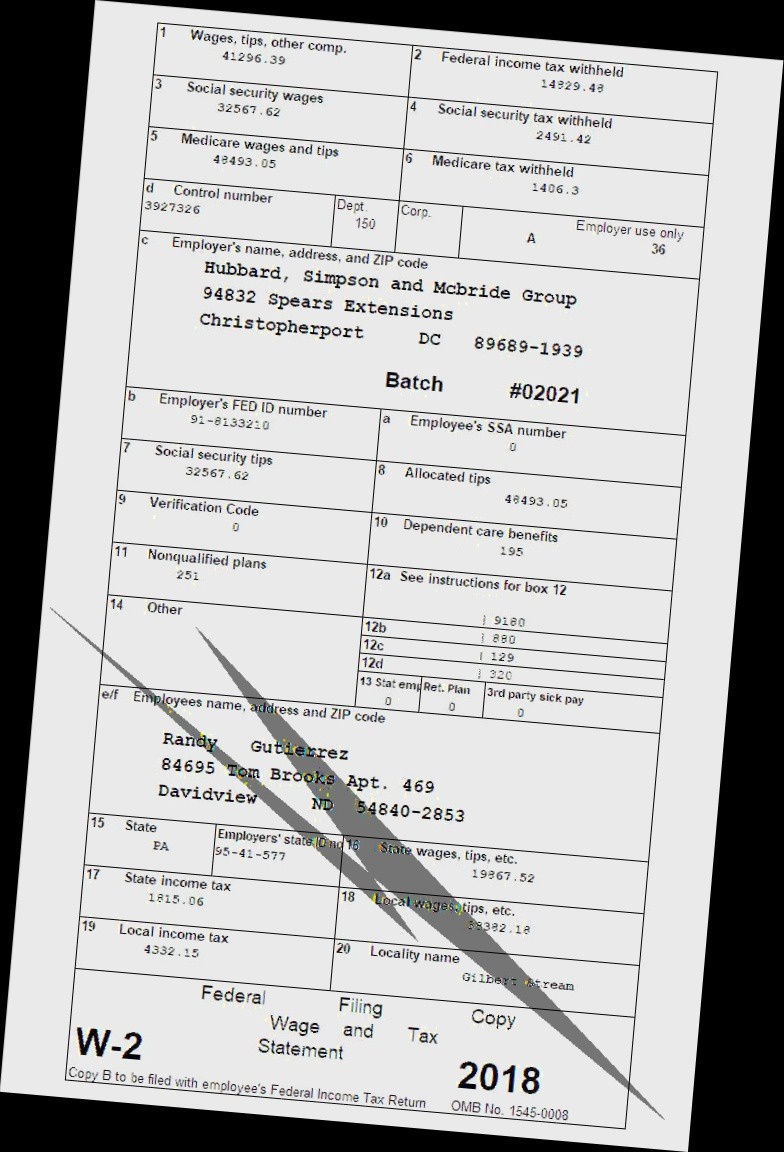 1 Wages, tips, other comp.
41296.39
2 Federal income tax withheld
14829.48
3 Social security wages
32567.62
4 Social security tax withheld
2491.42
5 Medicare wages and tips
48493.05
6 Medicare tax withheld
1406.3
d Control number
3927326
Dept.
150
Corp.
A
Employer use only
36
c Employer's name, address, and ZIP code
Hubbard, Simpson and Mcbride Group
94832 Spears Extensions
Christopherport DC 89689-1939
Batch #02021
b Employer's FED ID number
91-8133210
a Employee's SSA number
0
7 Social security tips
32567.62
8 Allocated tips
48493.05
9 Verification Code
0
10 Dependent care benefits
195
11 Nonqualified plans
251
12a See instructions for box 12
9180
12b
880
12c
129
12d
320
14 Other
13 Stat emp
0
Ret. Plan
0
3rd party sick pay
0
e/f Employees name, address and ZIP code
Randy Gutierrez
84695 Tom Brooks Apt. 469
Davidview ND 54840-2853
15 State
PA
Employers' state ID no
95-41-577
16 State wages, tips, etc.
19867.52
17 State income tax
1815.06
18 Local wages, tips, etc.
19 Local income tax
4332.15
20 Locality name
Gilbert Stream
Federal Filing Copy
W-2 Wage and Tax
Statement
2018
Copy B to be filed with employee's Federal Income Tax Return OMB No. 1545-0008